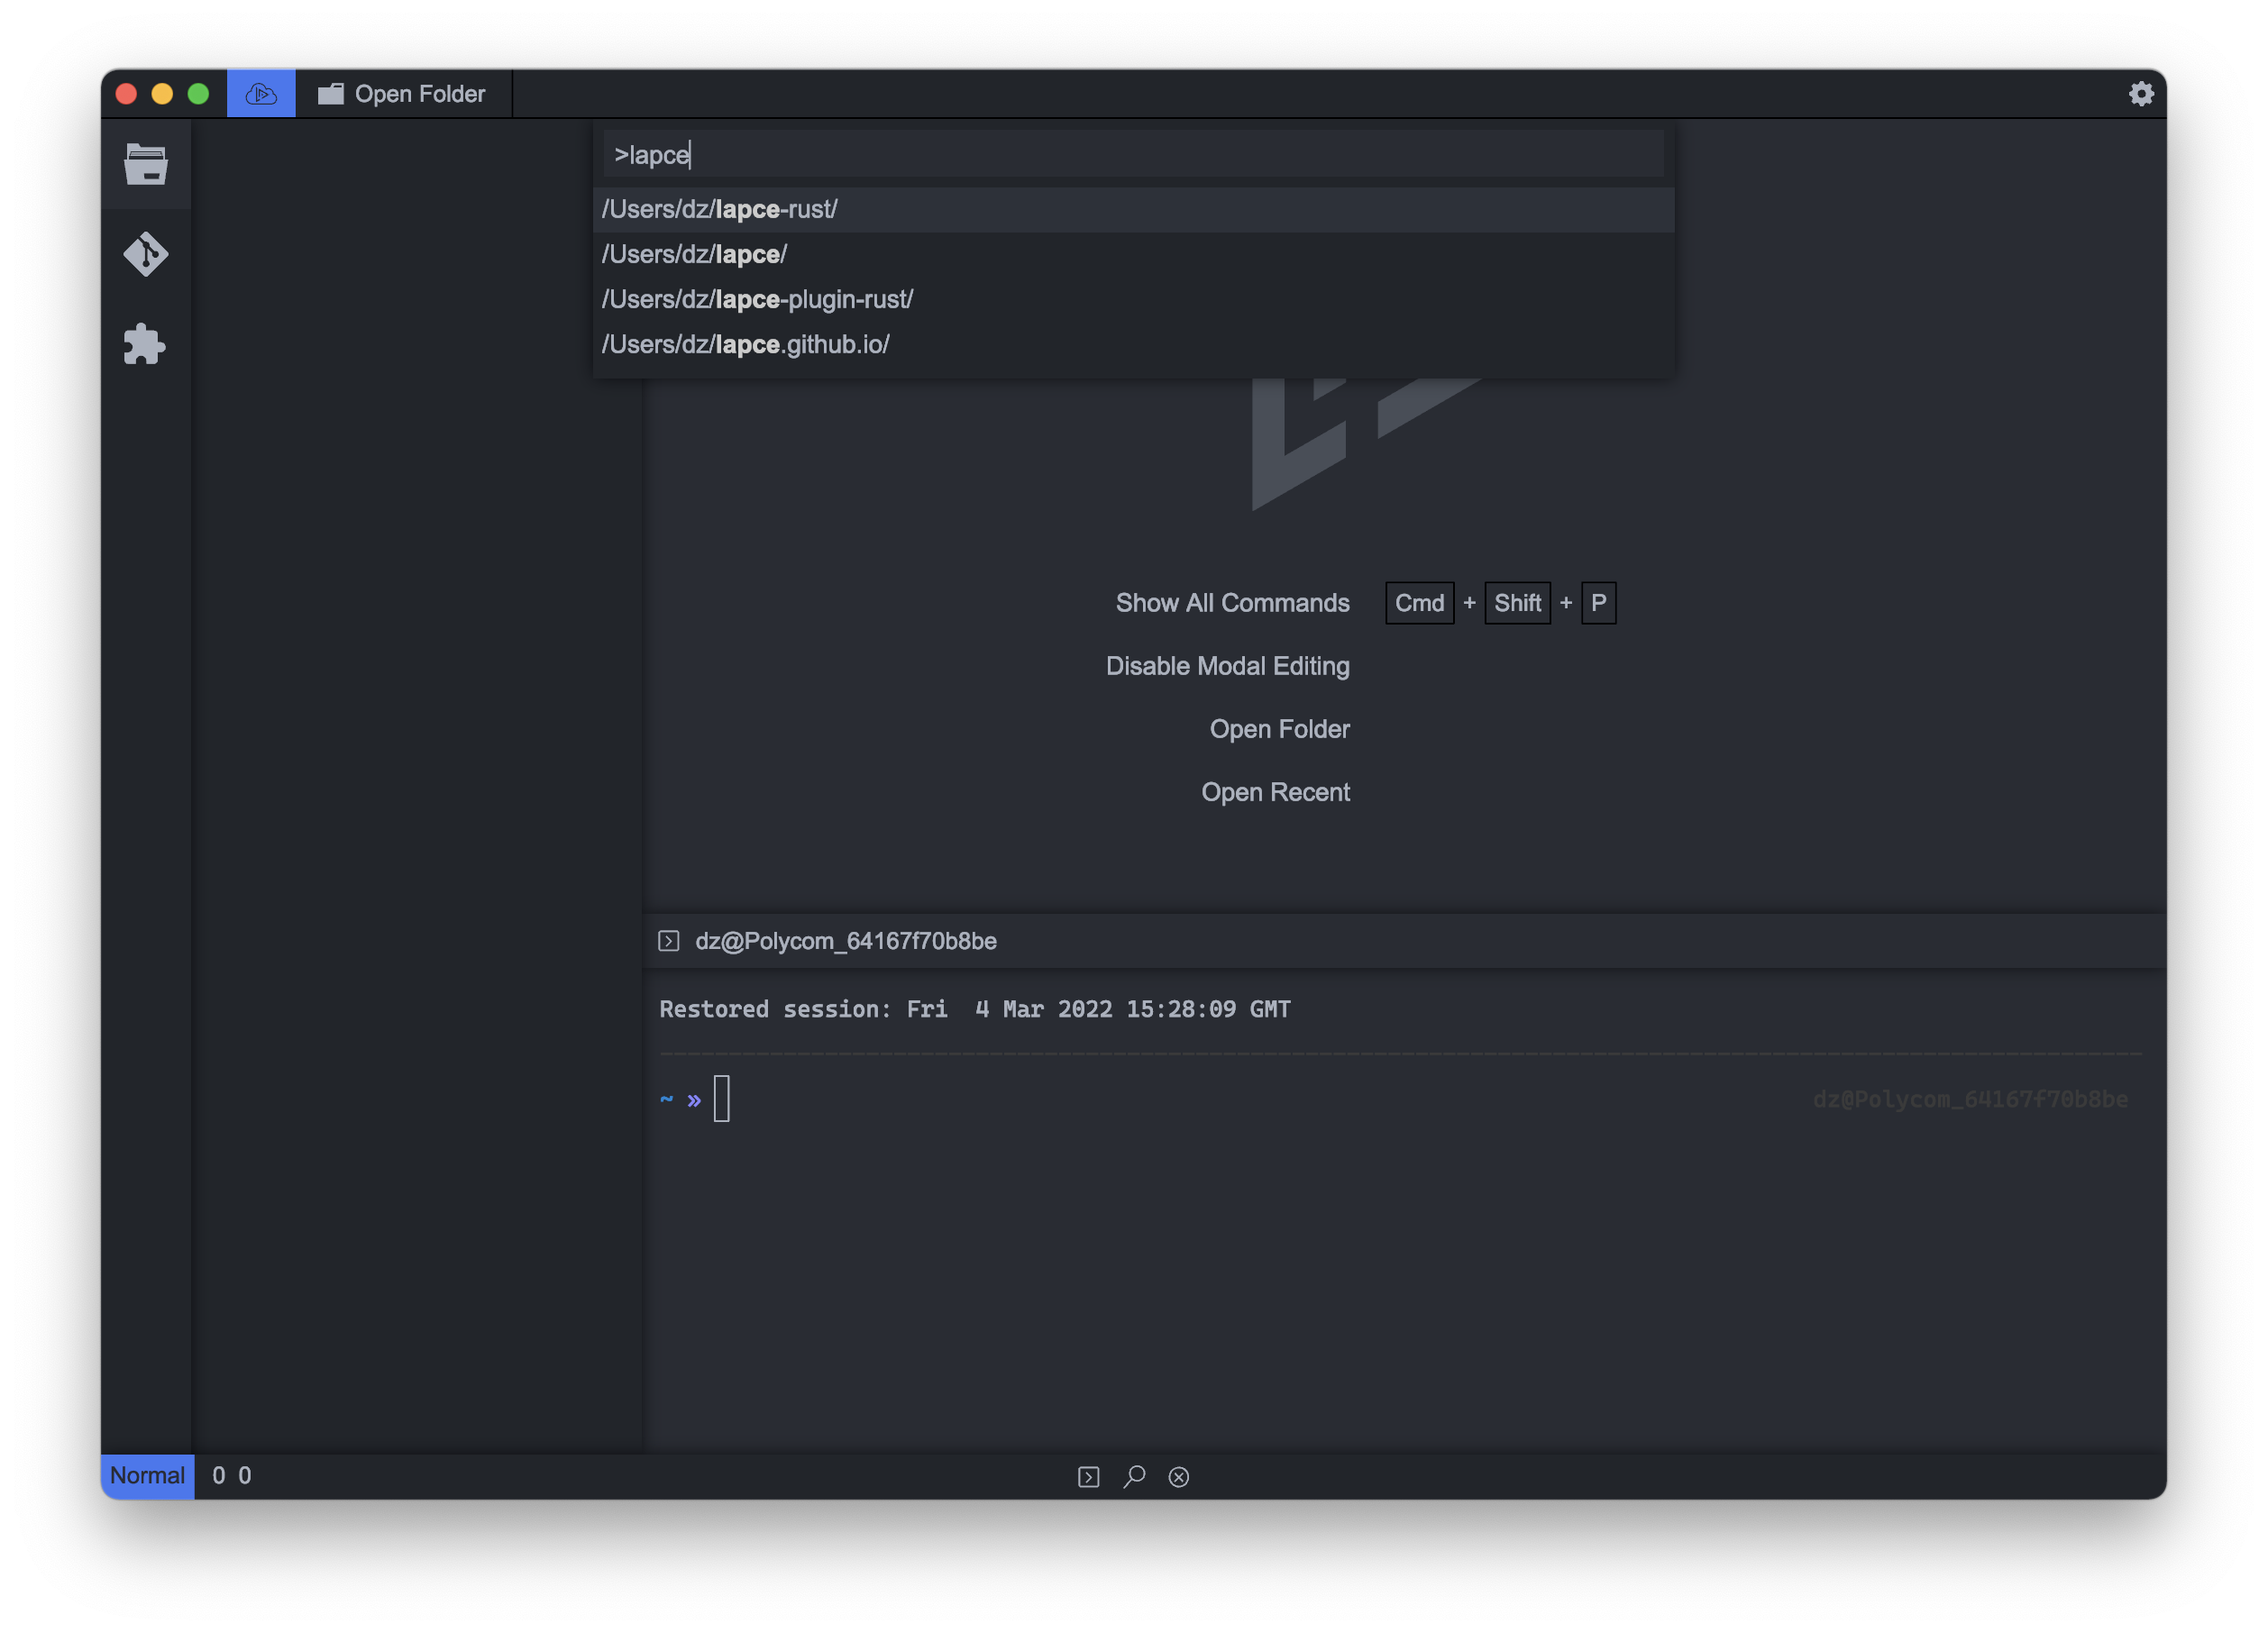 Open Folder
>lapce
/Users/dz/lapce-rust/
/Users/dz/lapce/
/Users/dz/lapce-plugin-rust/
/Users/dz/lapce.github.io/
Show All Commands Cmd + Shift + P
Disable Modal Editing
Open Folder
Open Recent
dz@Polycom_64167f70b8be
Restored session: Fri  4 Mar 2022 15:28:09 GMT
~ » dz@Polycom_64167f70b8be
Normal 0 0